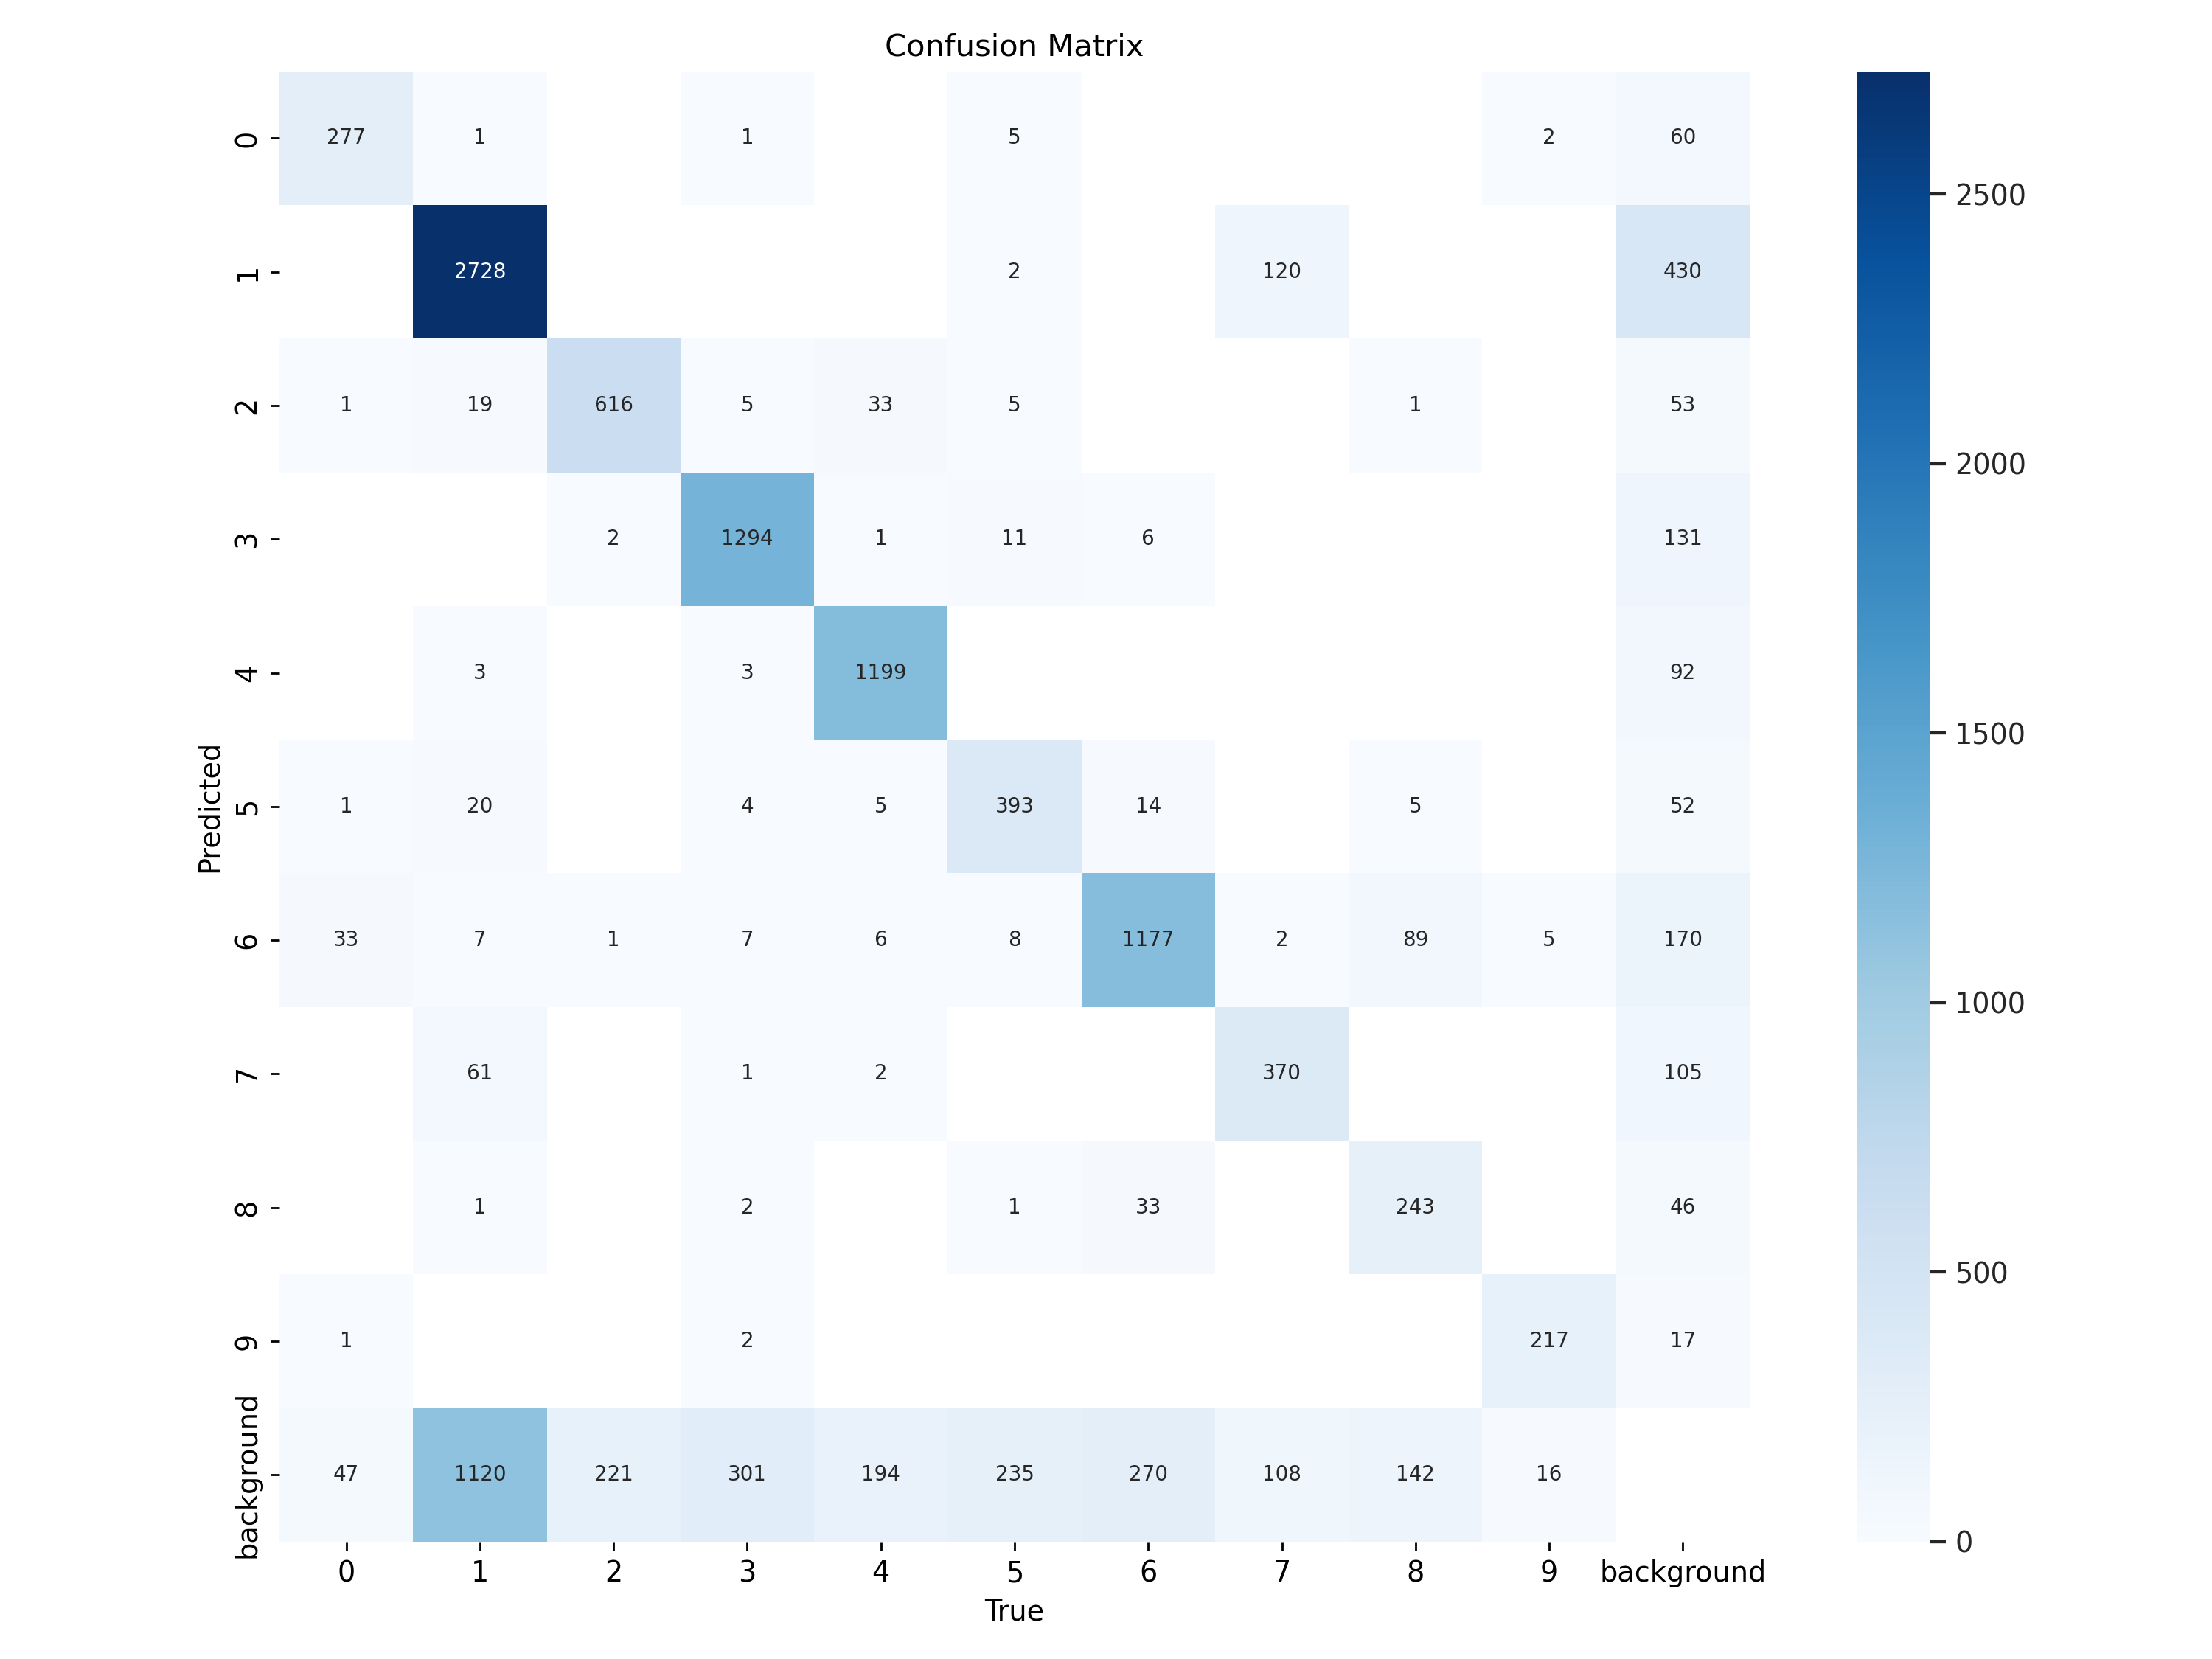 Confusion Matrix
0 277 1 1 5 2 60
1 2728 2 120 430
2 1 19 616 5 33 5 1 53
3 2 1294 1 11 6 131
4 3 3 1199 92
5 1 20 4 5 393 14 5 52
6 33 7 1 7 6 8 1177 2 89 5 170
7 61 1 2 370 105
8 1 2 1 33 243 46
9 1 2 217 17
background 47 1120 221 301 194 235 270 108 142 16
0 1 2 3 4 5 6 7 8 9 background
True
Predicted
2500
2000
1500
1000
500
0